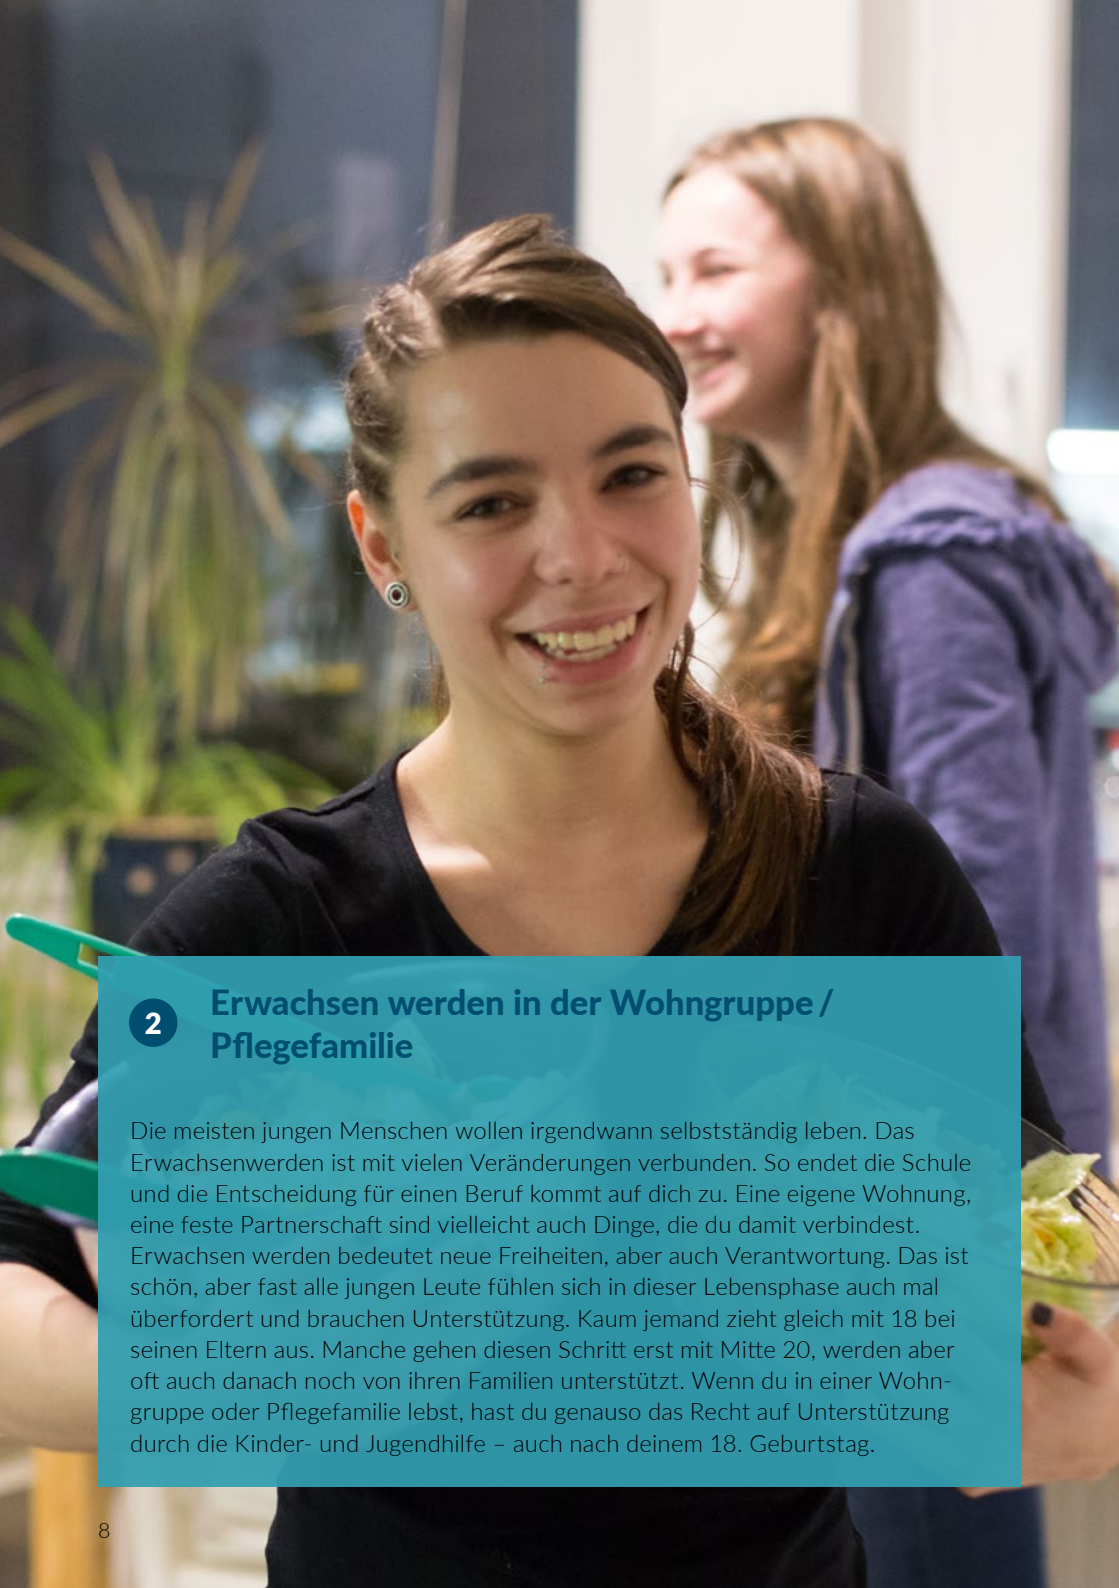 2
Erwachsen werden in der Wohngruppe /
Pflegefamilie
Die meisten jungen Menschen wollen irgendwann selbstständig leben. Das
Erwachsenwerden ist mit vielen Veränderungen verbunden. So endet die Schule
und die Entscheidung für einen Beruf kommt auf dich zu. Eine eigene Wohnung,
eine feste Partnerschaft sind vielleicht auch Dinge, die du damit verbindest.
Erwachsen werden bedeutet neue Freiheiten, aber auch Verantwortung. Das ist
schön, aber fast alle jungen Leute fühlen sich in dieser Lebensphase auch mal
überfordert und brauchen Unterstützung. Kaum jemand zieht gleich mit 18 bei
seinen Eltern aus. Manche gehen diesen Schritt erst mit Mitte 20, werden aber
oft auch danach noch von ihren Familien unterstützt. Wenn du in einer Wohn-
gruppe oder Pflegefamilie lebst, hast du genauso das Recht auf Unterstützung
durch die Kinder- und Jugendhilfe – auch nach deinem 18. Geburtstag.
8